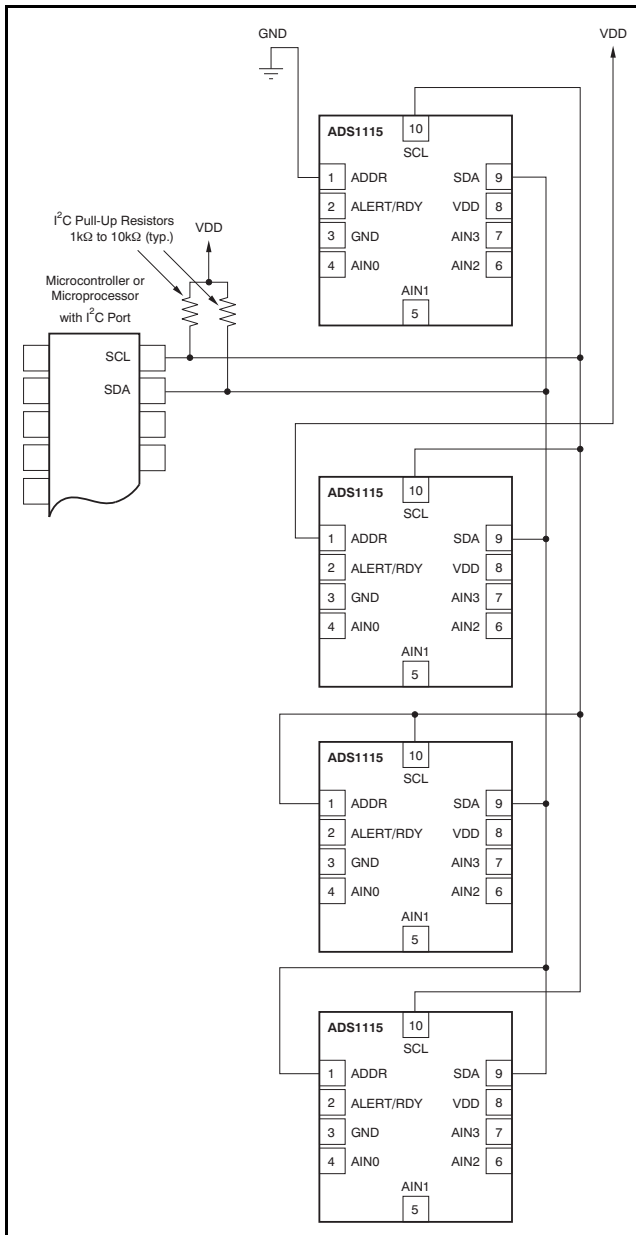 GND
VDD
ADS1115
10
SCL
1 ADDR SDA 9
2 ALERT/RDY VDD 8
3 GND AIN3 7
4 AIN0 AIN2 6
AIN1
5
I²C Pull-Up Resistors
1kΩ to 10kΩ (typ.)
VDD
Microcontroller or
Microprocessor
with I²C Port
SCL
SDA
ADS1115
10
SCL
1 ADDR SDA 9
2 ALERT/RDY VDD 8
3 GND AIN3 7
4 AIN0 AIN2 6
AIN1
5
ADS1115
10
SCL
1 ADDR SDA 9
2 ALERT/RDY VDD 8
3 GND AIN3 7
4 AIN0 AIN2 6
AIN1
5
ADS1115
10
SCL
1 ADDR SDA 9
2 ALERT/RDY VDD 8
3 GND AIN3 7
4 AIN0 AIN2 6
AIN1
5